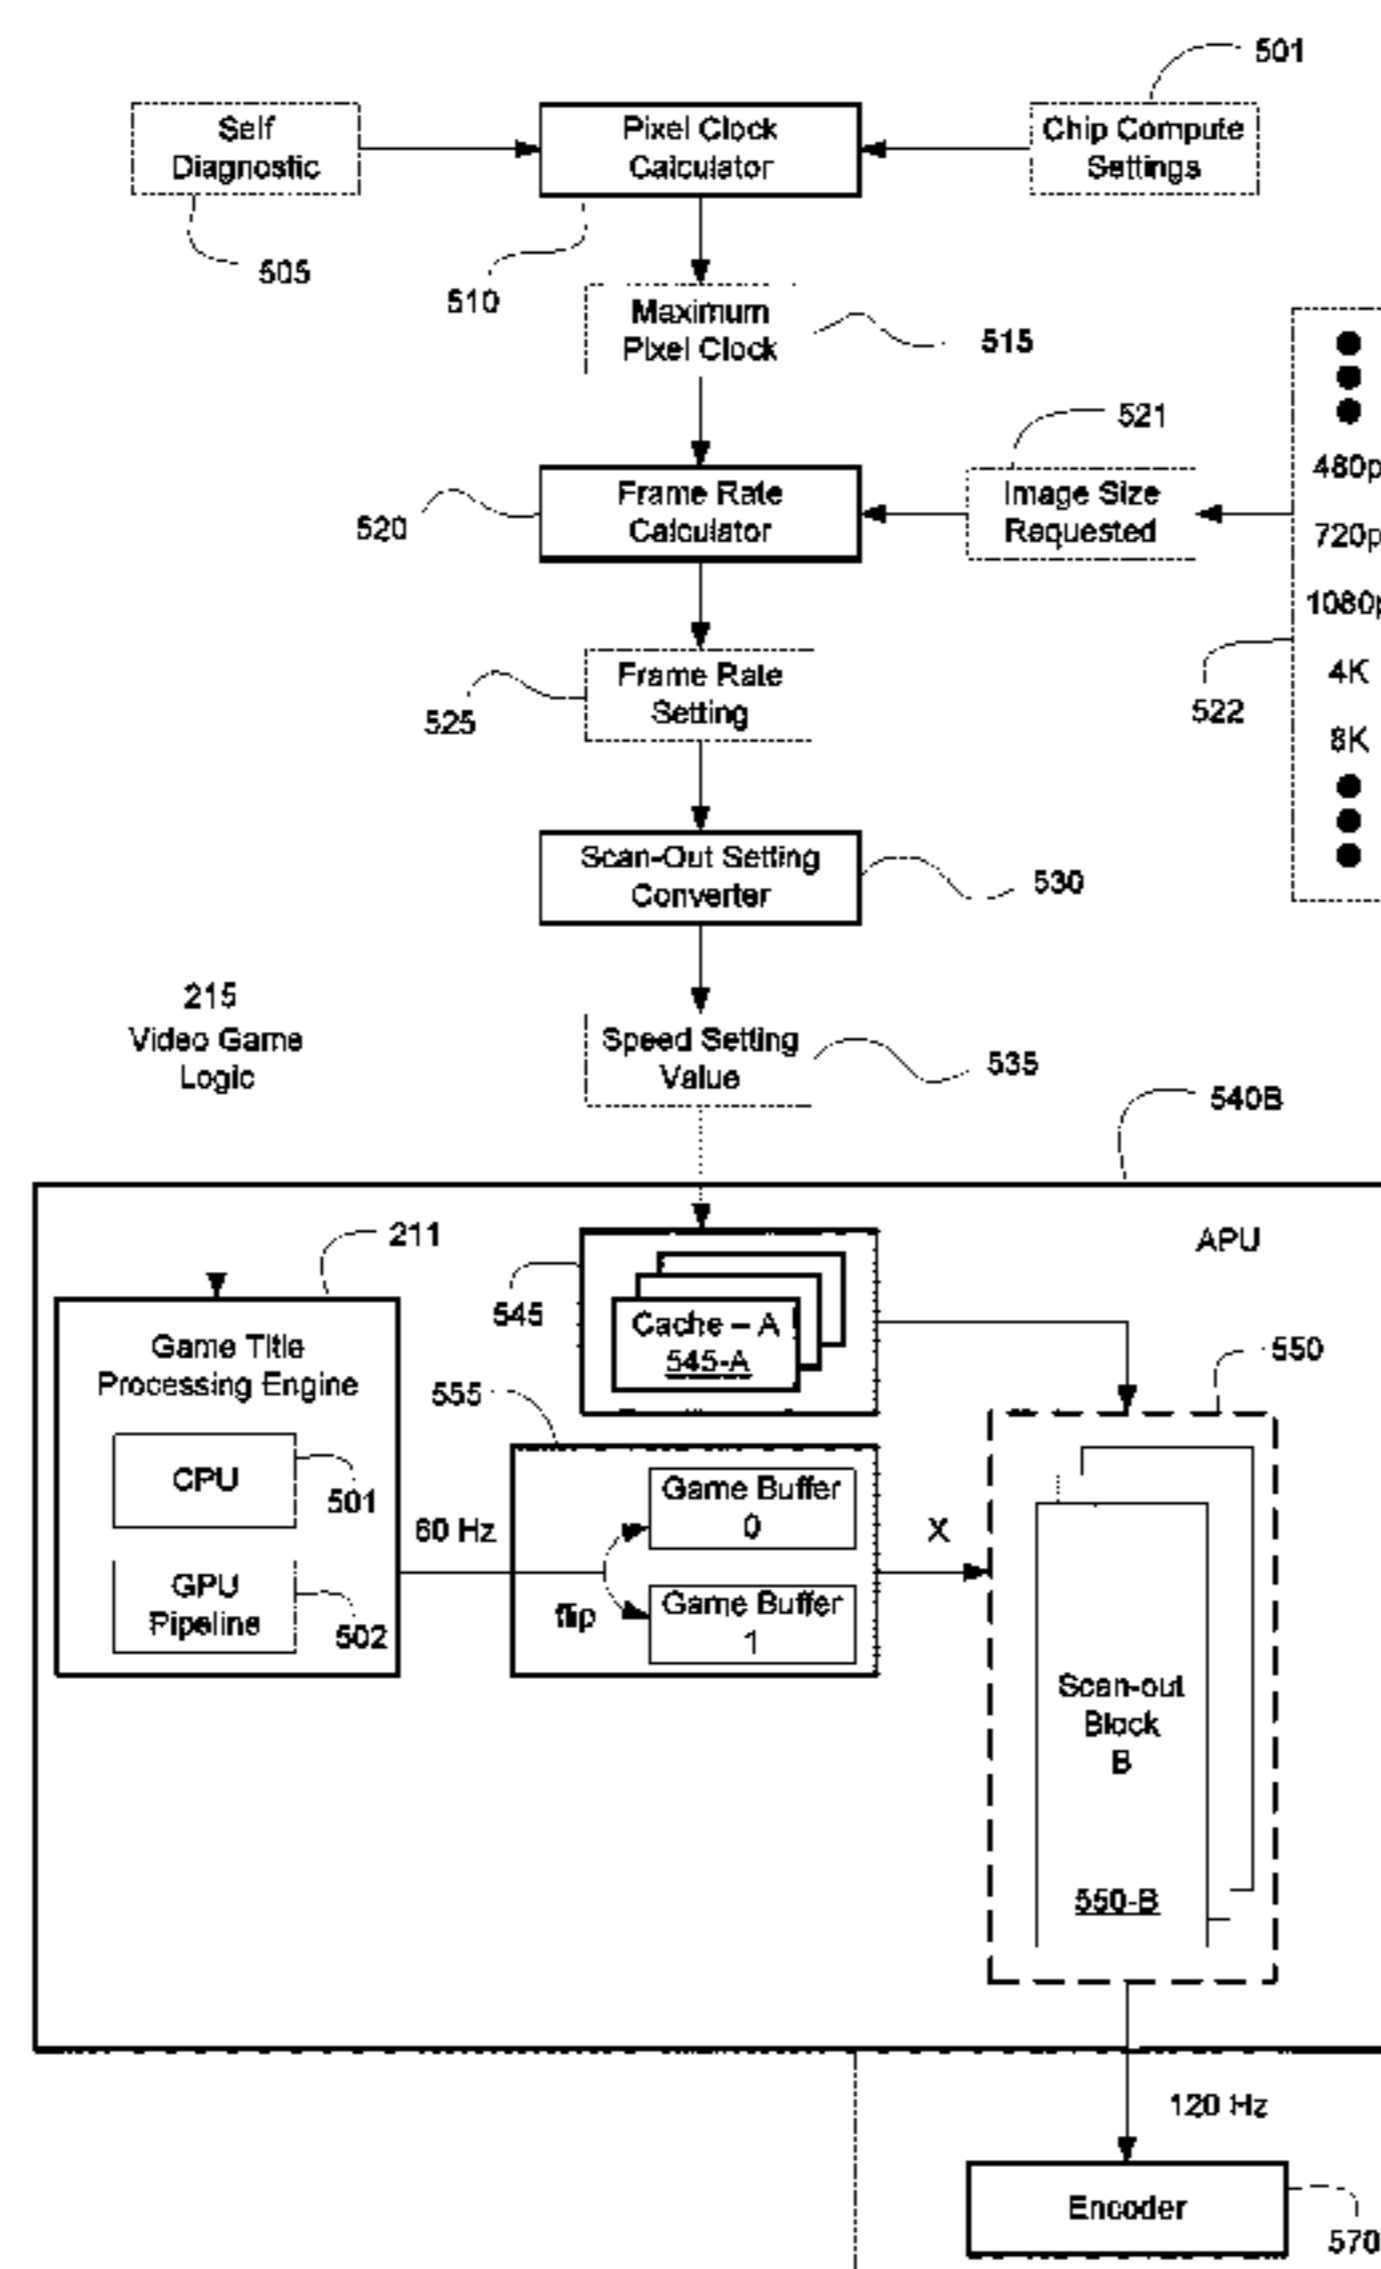 501
Self
Diagnostic
Pixel Clock
Calculator
Chip Compute
Settings
505
510
Maximum
Pixel Clock
515
521
480p
Frame Rate
Calculator
Image Size
Requested
520
720p
1080p
Frame Rate
Setting
525
4K
522
8K
Scan-Out Setting
Converter
530
215
Video Game
Logic
Speed Setting
Value
535
540B
211
APU
545
Cache – A
545-A
Game Title
Processing Engine
550
555
CPU
501
Game Buffer
0
60 Hz
X
GPU
Pipeline
502
flip
Game Buffer
1
Scan-out
Block
B
550-B
120 Hz
Encoder
570